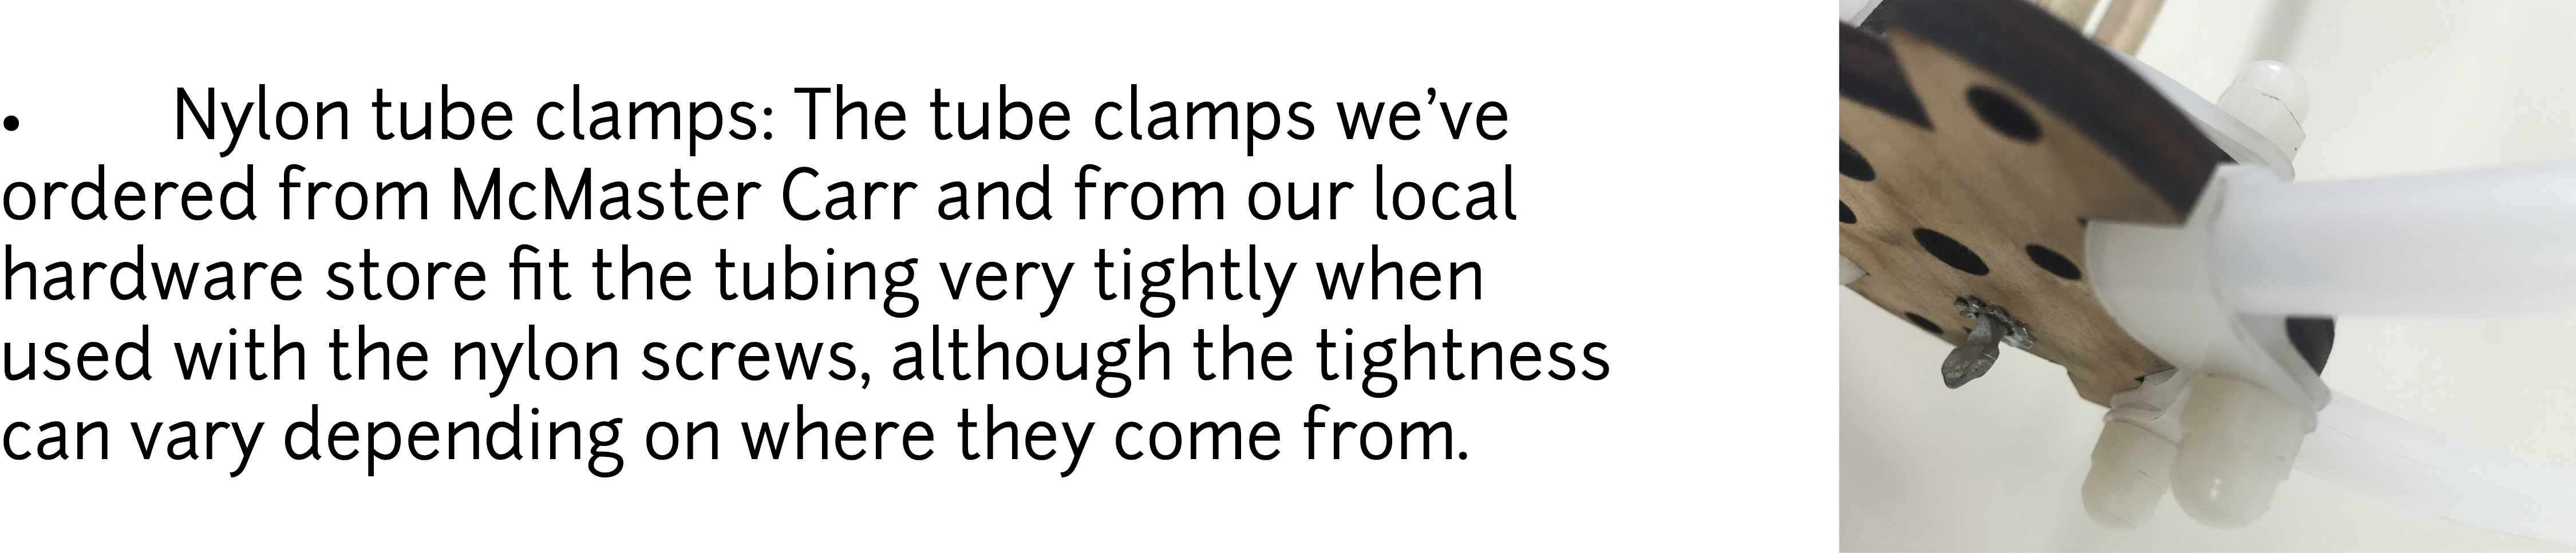 • Nylon tube clamps: The tube clamps we’ve
ordered from McMaster Carr and from our local
hardware store fit the tubing very tightly when
used with the nylon screws, although the tightness
can vary depending on where they come from.